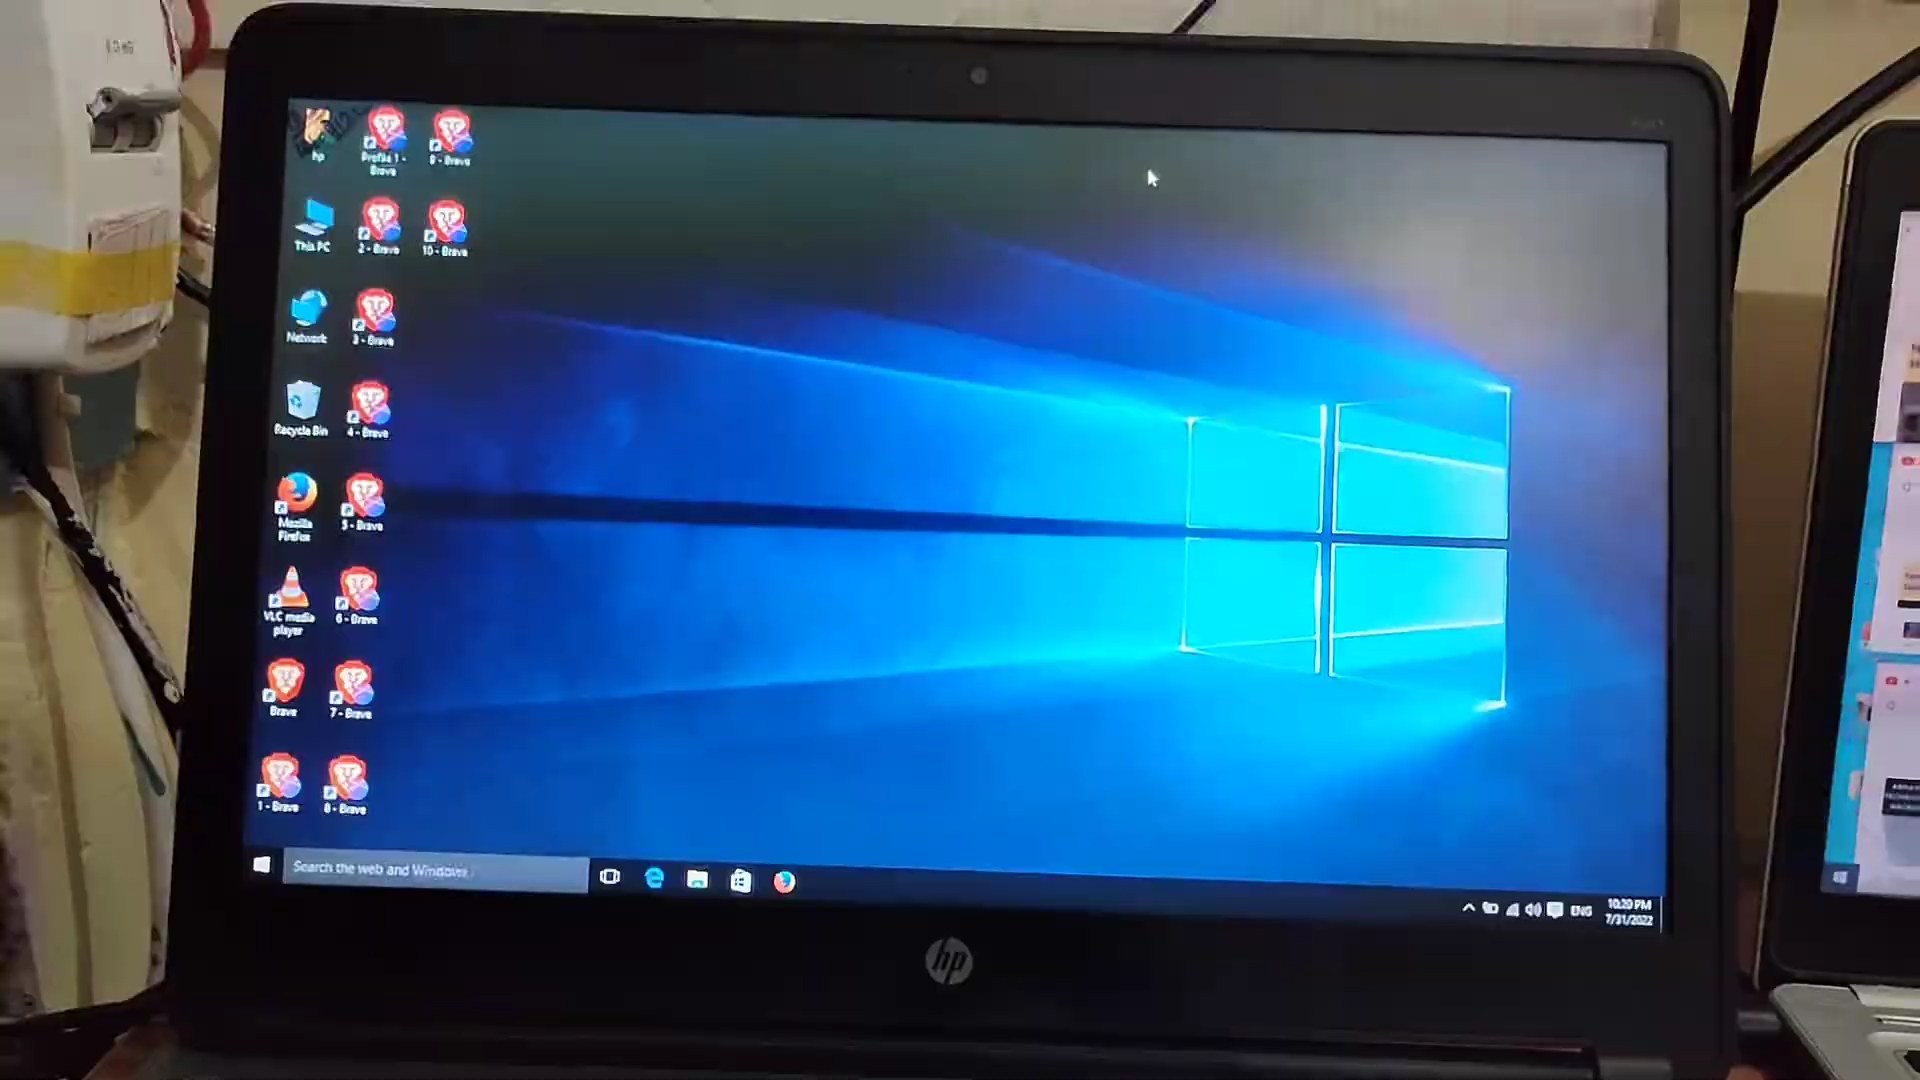 hp
Profile 1 -
Brave
9 - Brave
This PC
2 - Brave
10 - Brave
Network
3 - Brave
Recycle Bin
4 - Brave
Mozilla
Firefox
5 - Brave
VLC media
player
6 - Brave
Brave
7 - Brave
1 - Brave
8 - Brave
Search the web and Windows
ENG
10:29 PM
7/31/2022
hp